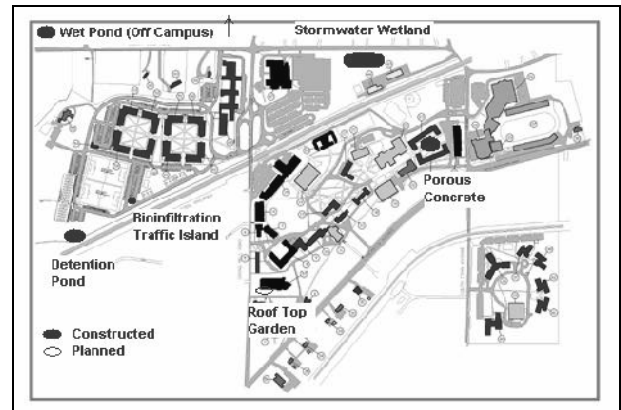 Wet Pond (Off Campus)
Stormwater Wetland
Porous
Concrete
Bioinfiltration
Traffic Island
Detention
Pond
Roof Top
Garden
Constructed
Planned